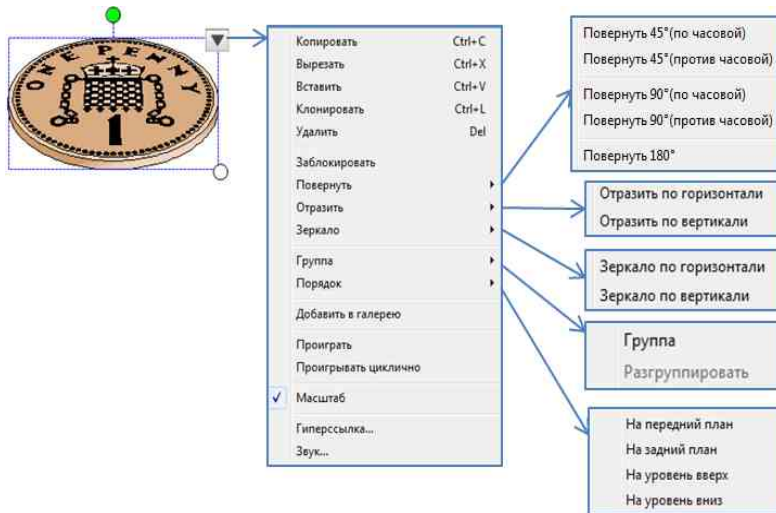 ONE PENNY
1
Копировать Ctrl+C
Вырезать Ctrl+X
Вставить Ctrl+V
Клонировать Ctrl+L
Удалить Del
Заблокировать
Повернуть
Отразить
Зеркало
Группа
Порядок
Добавить в галерею
Проиграть
Проигрывать циклично
Масштаб
Гиперссылка...
Звук...
Повернуть 45°(по часовой)
Повернуть 45°(против часовой)
Повернуть 90°(по часовой)
Повернуть 90°(против часовой)
Повернуть 180°
Отразить по горизонтали
Отразить по вертикали
Зеркало по горизонтали
Зеркало по вертикали
Группа
Разгруппировать
На передний план
На задний план
На уровень вверх
На уровень вниз